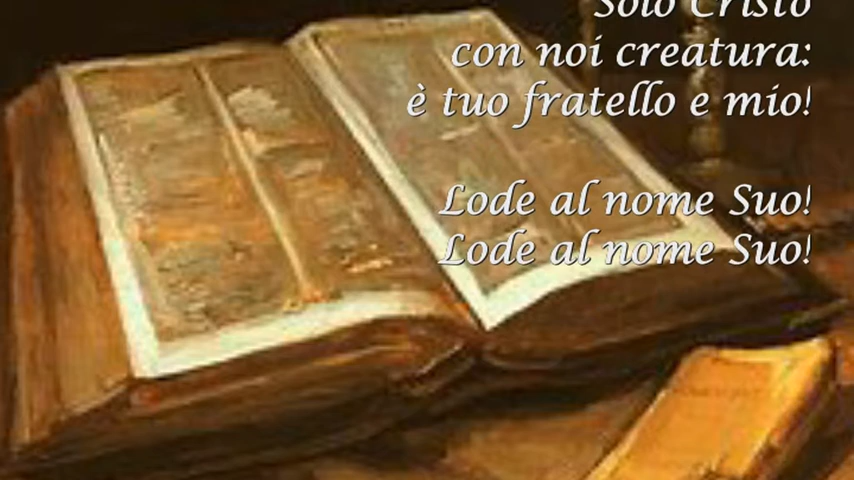 Solo Cristo
con noi creatura:
è tuo fratello e mio!
Lode al nome Suo!
Lode al nome Suo!